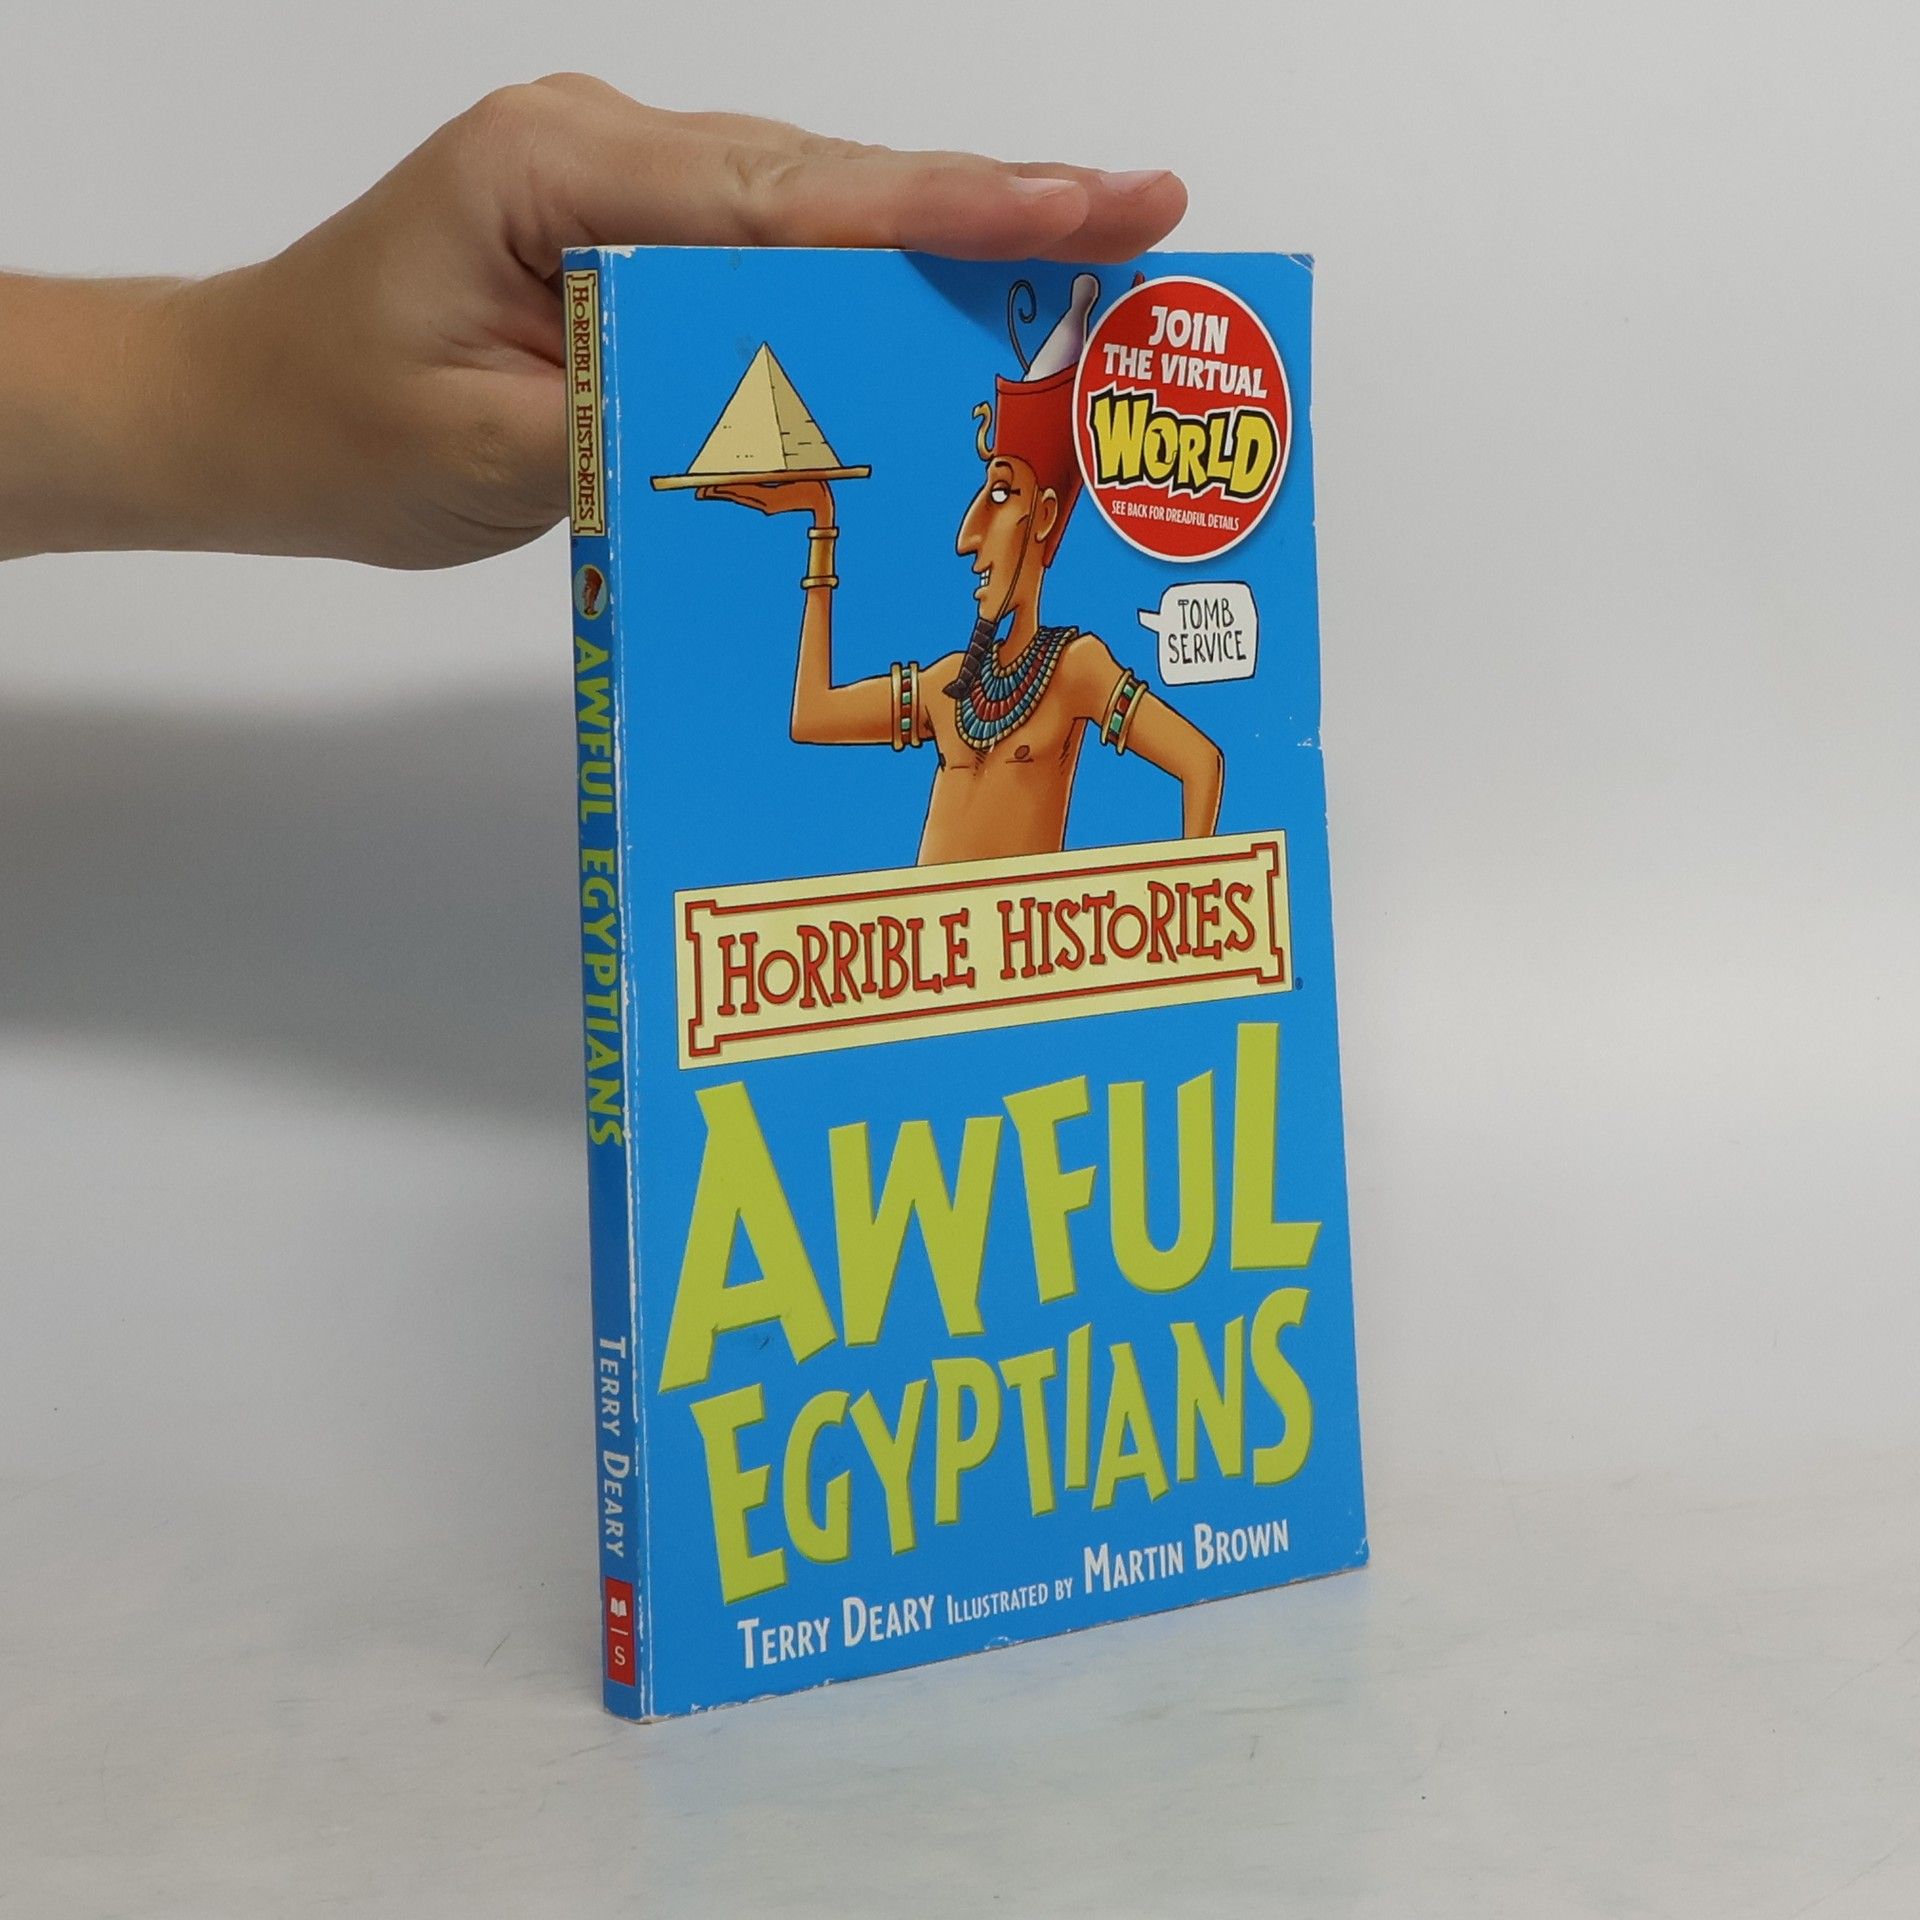 HORRIBLE HISTORIES
AWFUL EGYPTIANS
TERRY DEARY
S
JOIN
THE VIRTUAL
WORLD
SEE BACK FOR DREADFUL DETAILS
TOMB
SERVICE
HORRIBLE HISTORIES®
AWFUL
EGYPTIANS
TERRY DEARY ILLUSTRATED BY MARTIN BROWN